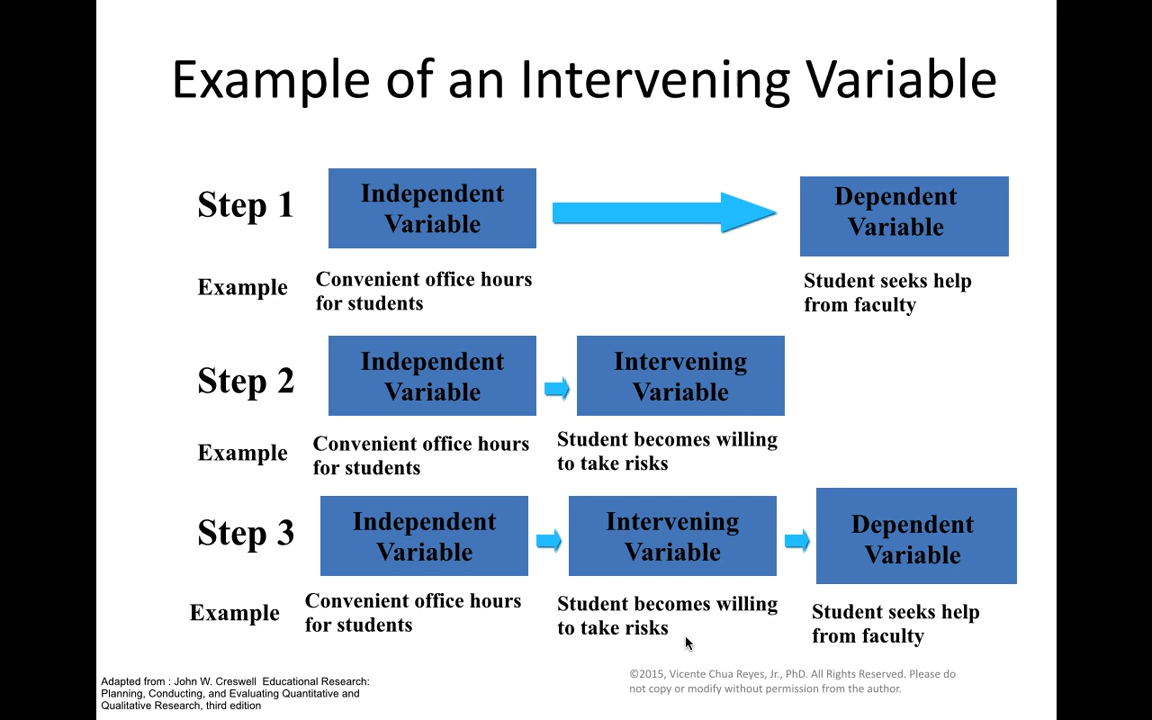 Example of an Intervening Variable
Step 1
Independent
Variable
Dependent
Variable
Example
Convenient office hours
for students
Student seeks help
from faculty
Step 2
Independent
Variable
Intervening
Variable
Example
Convenient office hours
for students
Student becomes willing
to take risks
Step 3
Independent
Variable
Intervening
Variable
Dependent
Variable
Example
Convenient office hours
for students
Student becomes willing
to take risks
Student seeks help
from faculty
Adapted from : John W. Creswell Educational Research:
Planning, Conducting, and Evaluating Quantitative and
Qualitative Research, third edition
©2015, Vicente Chua Reyes, Jr., PhD. All Rights Reserved. Please do
not copy or modify without permission from the author.